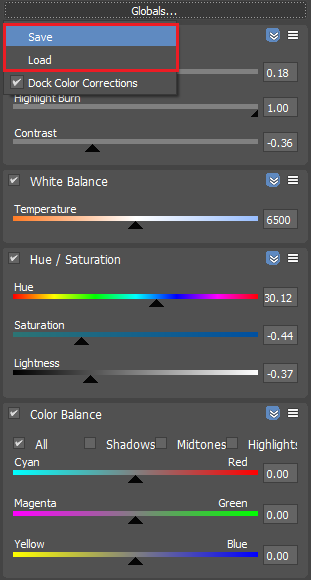 Globals...
Save
Load
0.18
Dock Color Corrections
Highlight Burn
1.00
Contrast
-0.36
White Balance
Temperature
6500
Hue / Saturation
Hue
30.12
Saturation
-0.44
Lightness
-0.37
Color Balance
All Shadows Midtones Highlights
Cyan Red
0.00
Magenta Green
0.00
Yellow Blue
0.00